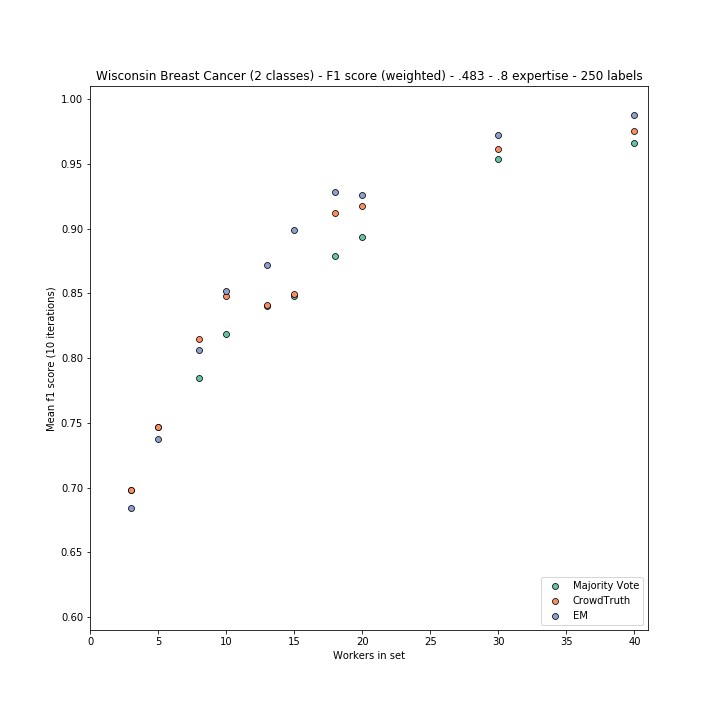 Wisconsin Breast Cancer (2 classes) - F1 score (weighted) - .483 - .8 expertise - 250 labels
Mean f1 score (10 iterations)
1.00
0.95
0.90
0.85
0.80
0.75
0.70
0.65
0.60
Majority Vote
CrowdTruth
EM
0 5 10 15 20 25 30 35 40
Workers in set